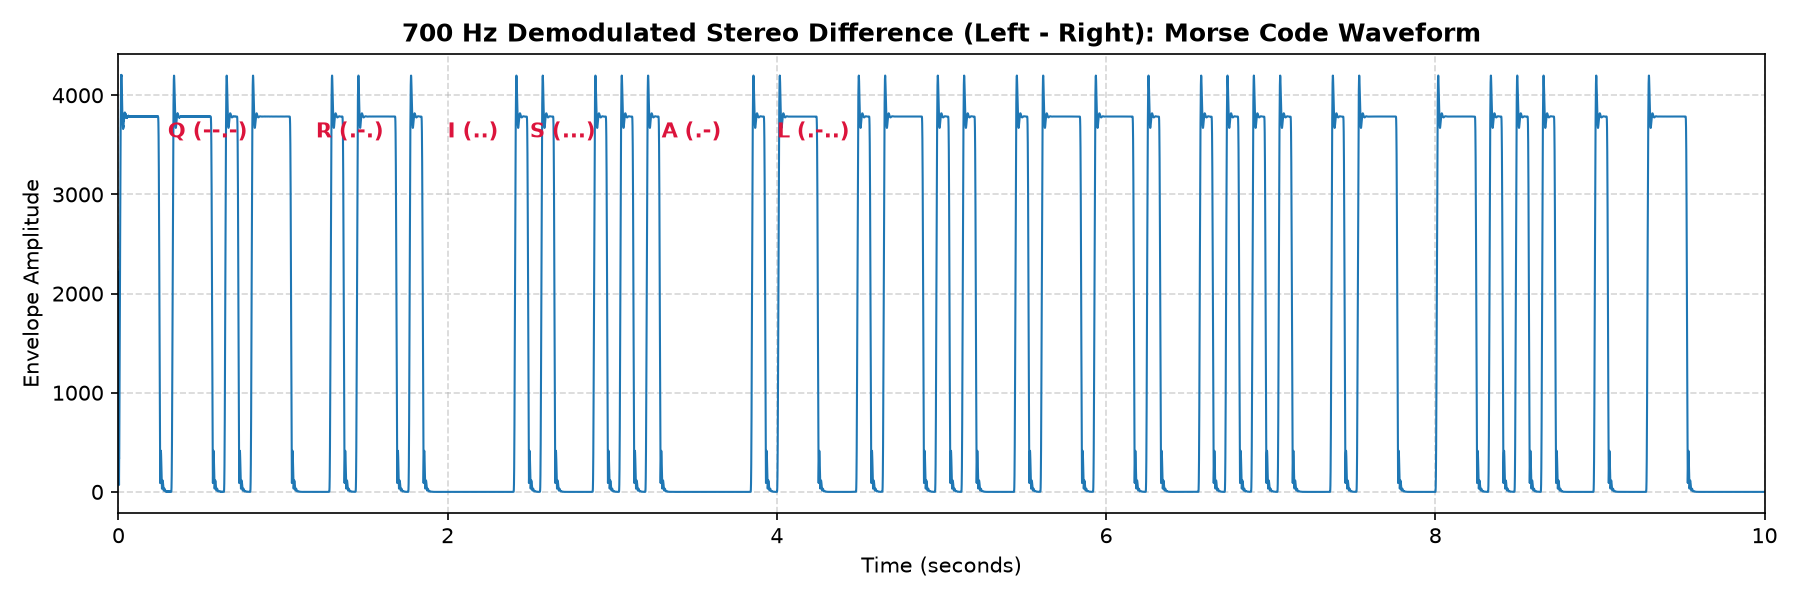 700 Hz Demodulated Stereo Difference (Left - Right): Morse Code Waveform
Envelope Amplitude
4000
3000
2000
1000
0
Q (--.-)
R (.-.)
I (..)
S (...)
A (.-)
L (.-..)
0 2 4 6 8 10
Time (seconds)